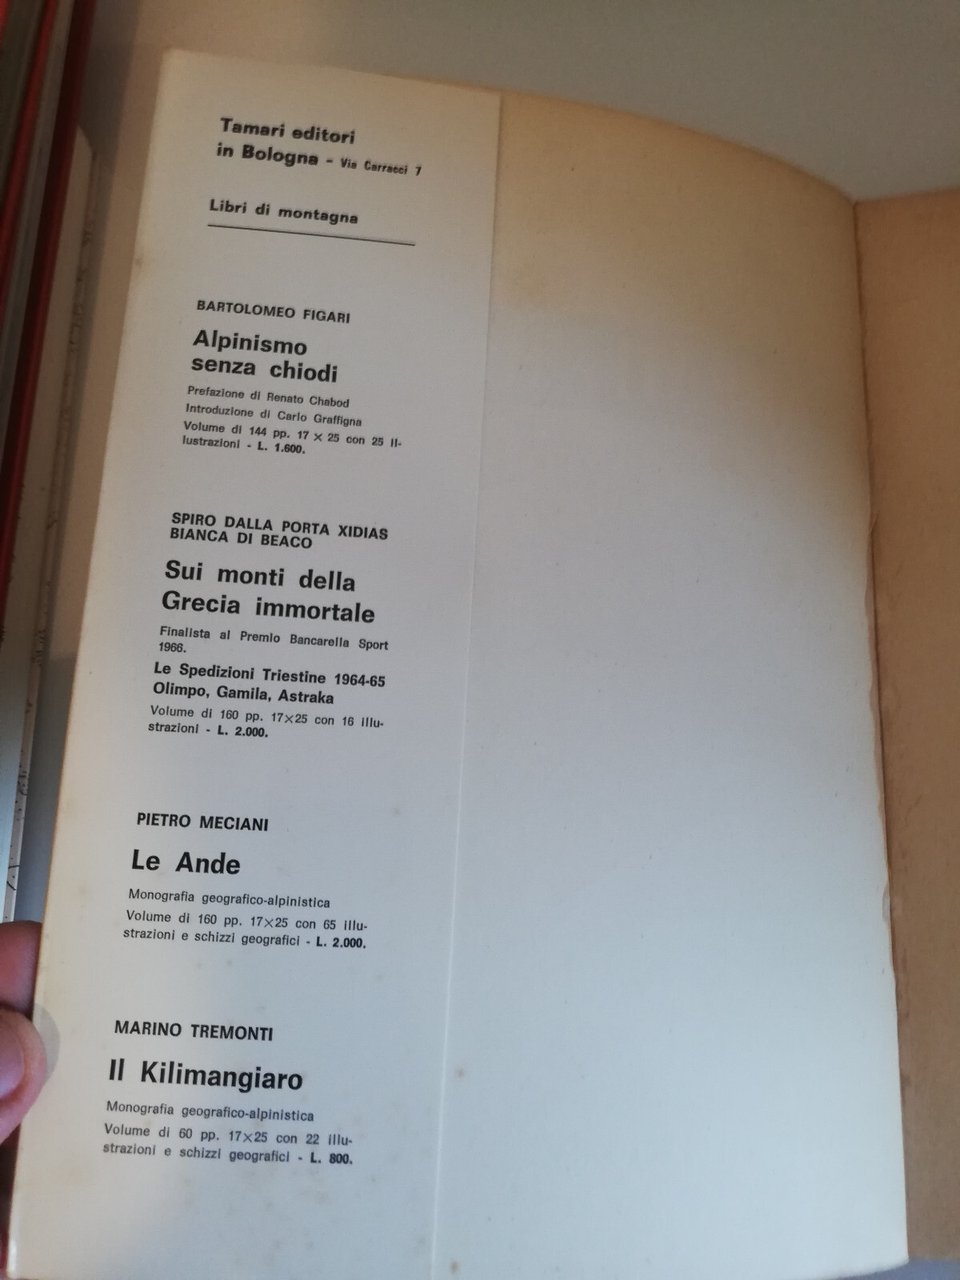 Tamari editori
in Bologna - Via Carracci 7
Libri di montagna
BARTOLOMEO FIGARI
Alpinismo
senza chiodi
Prefazione di Renato Chabod
Introduzione di Carlo Graffigna
Volume di 144 pp. 17 × 25 con 25 il-
lustrazioni - L. 1.600.
SPIRO DALLA PORTA XIDIAS
BIANCA DI BEACO
Sui monti della
Grecia immortale
Finalista al Premio Bancarella Sport
1966.
Le Spedizioni Triestine 1964-65
Olimpo, Gamila, Astraka
Volume di 160 pp. 17×25 con 16 illu-
strazioni - L. 2.000.
PIETRO MECIANI
Le Ande
Monografia geografico-alpinistica
Volume di 160 pp. 17×25 con 65 illu-
strazioni e schizzi geografici - L. 2.000.
MARINO TREMONTI
Il Kilimangiaro
Monografia geografico-alpinistica
Volume di 60 pp. 17×25 con 22 illu-
strazioni e schizzi geografici - L. 800.